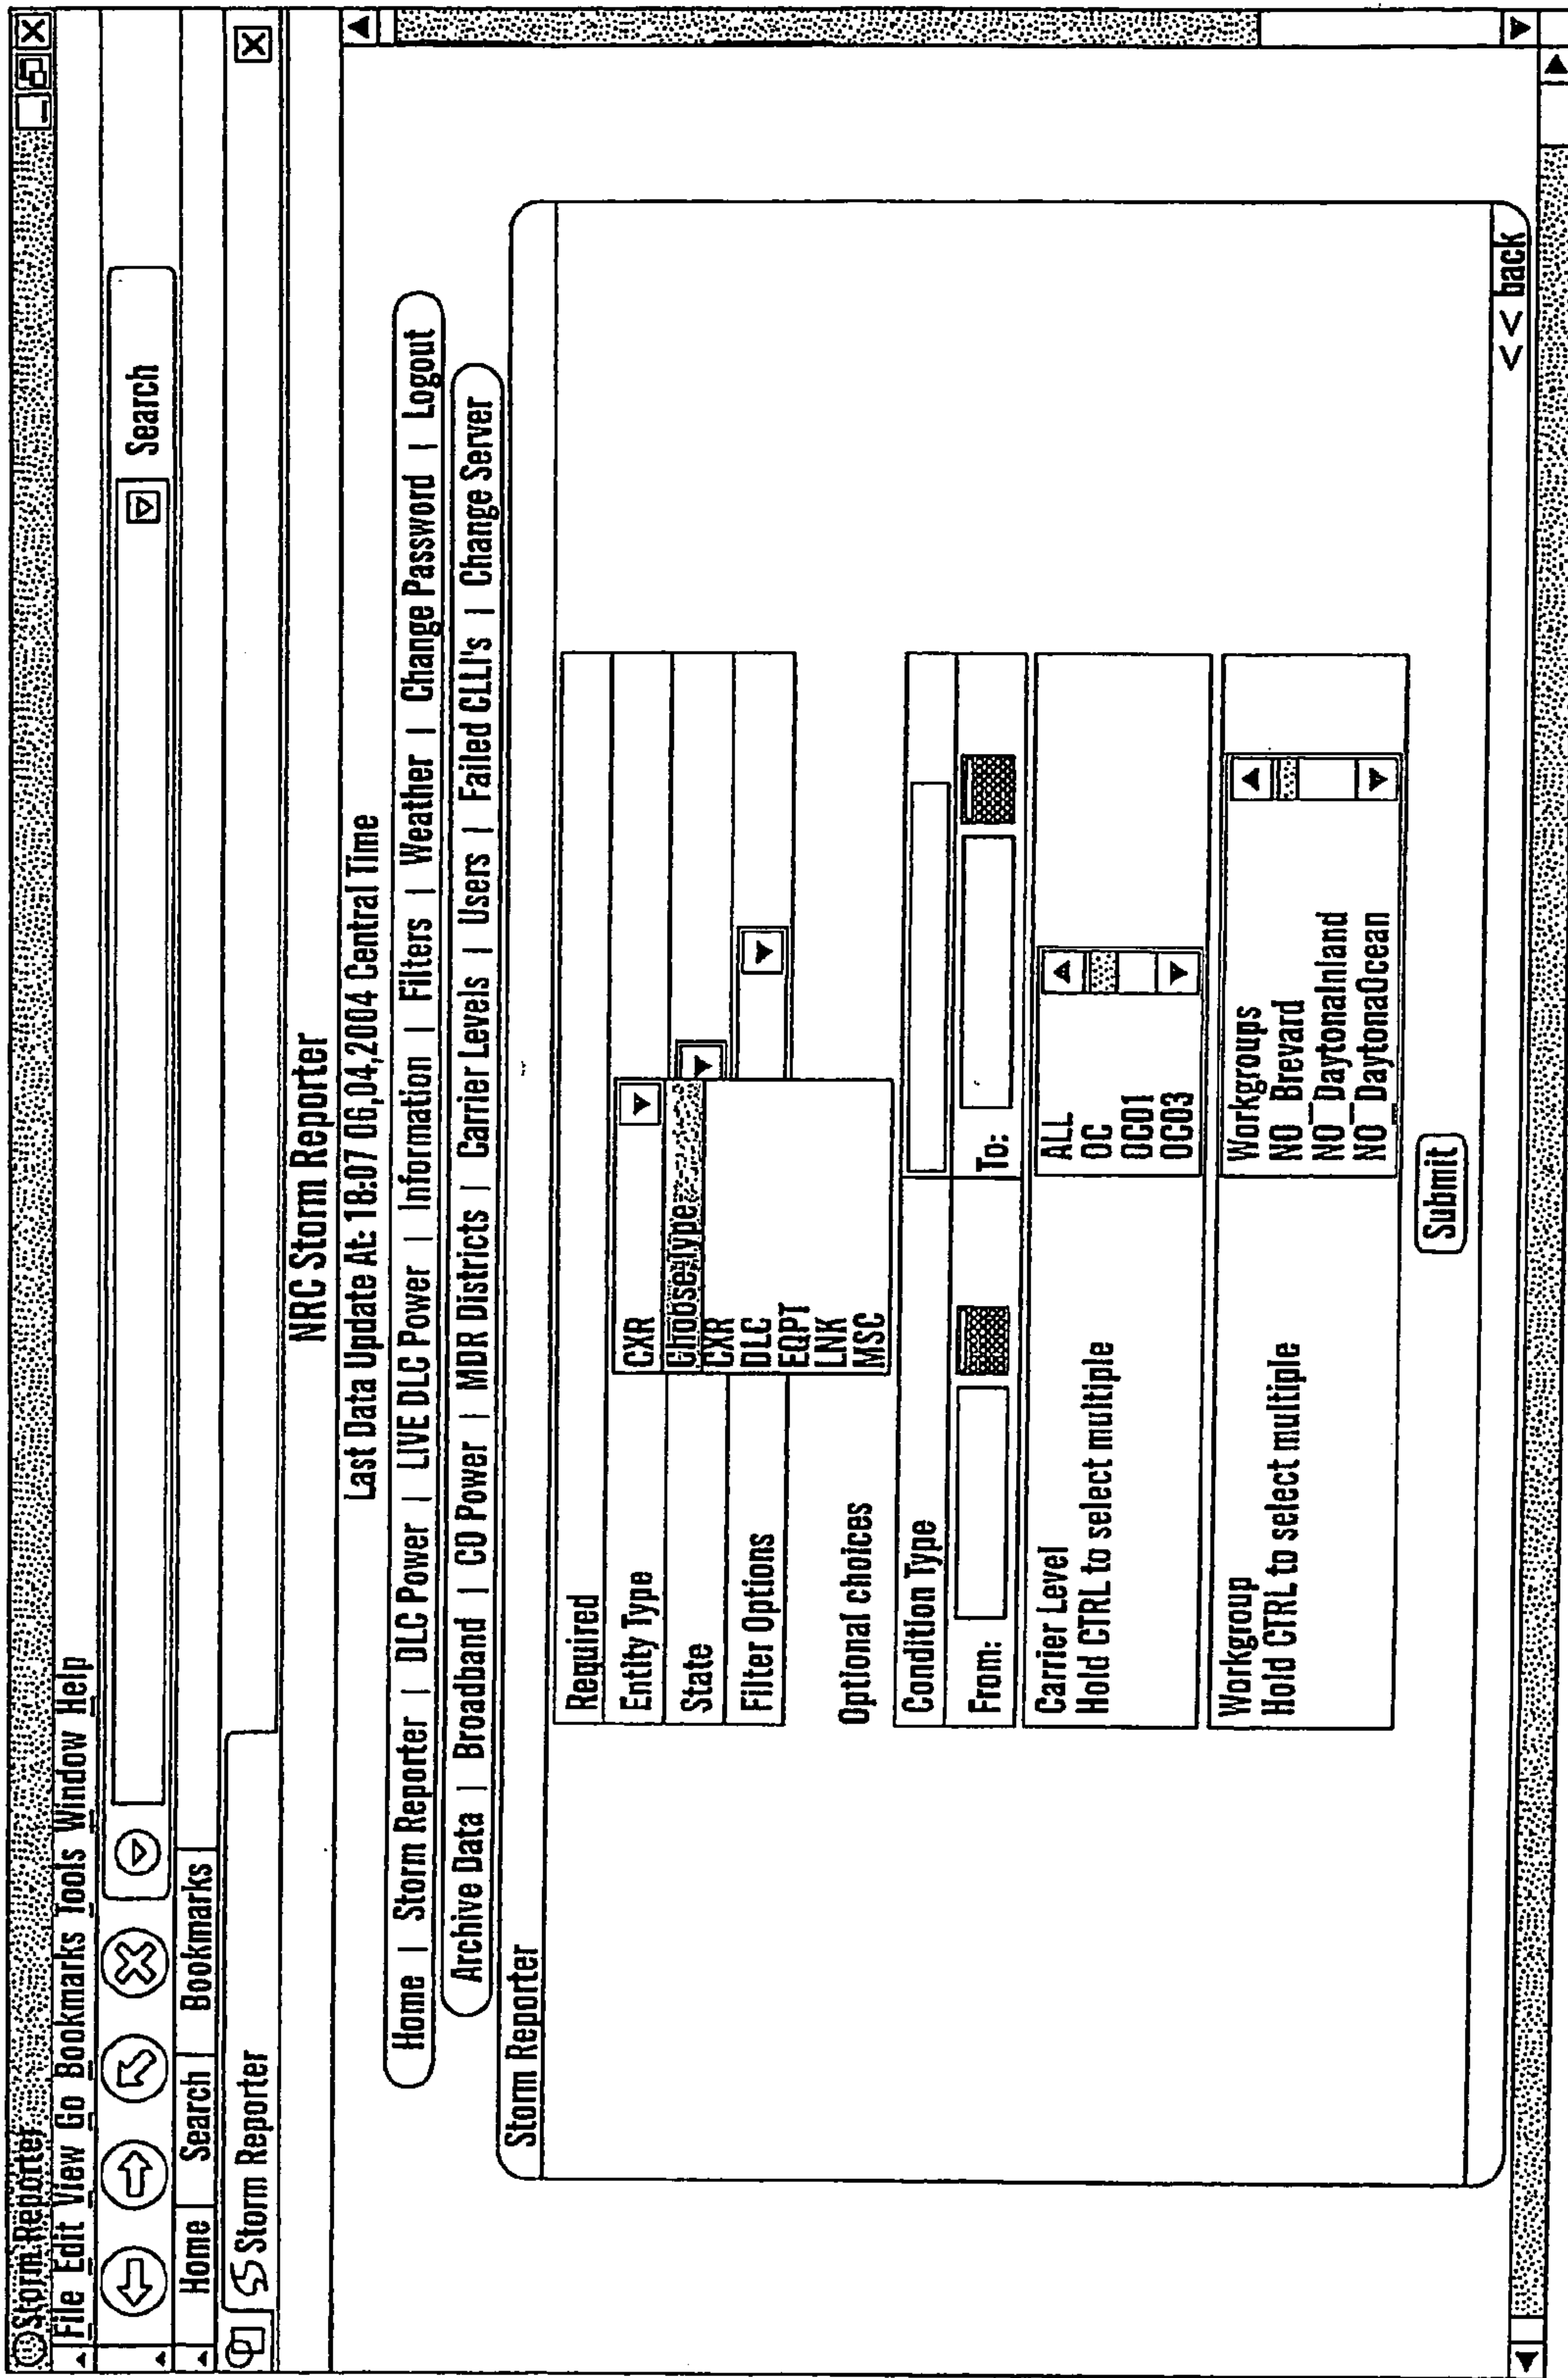 Storm Reporter
File Edit View Go Bookmarks Tools Window Help
Search
Home Search Bookmarks
Storm Reporter
NRC Storm Reporter
Last Data Update At: 18:07 06,04,2004 Central Time
Home | Storm Reporter | DLC Power | LIVE DLC Power | Information | Filters | Weather | Change Password | Logout
Archive Data | Broadband | CO Power | MDR Districts | Carrier Levels | Users | Failed CLLI's | Change Server
Storm Reporter
Required
Entity Type CXR
State
Filter Options
Choose Type
CXR
DLC
EQPT
LNK
MSC
Optional choices
Condition Type
From: To:
Carrier Level
Hold CTRL to select multiple
ALL
OC
OC01
OC03
Workgroup
Hold CTRL to select multiple
Workgroups
NO_Brevard
NO_DaytonaInland
NO_DaytonaOcean
Submit
<< back